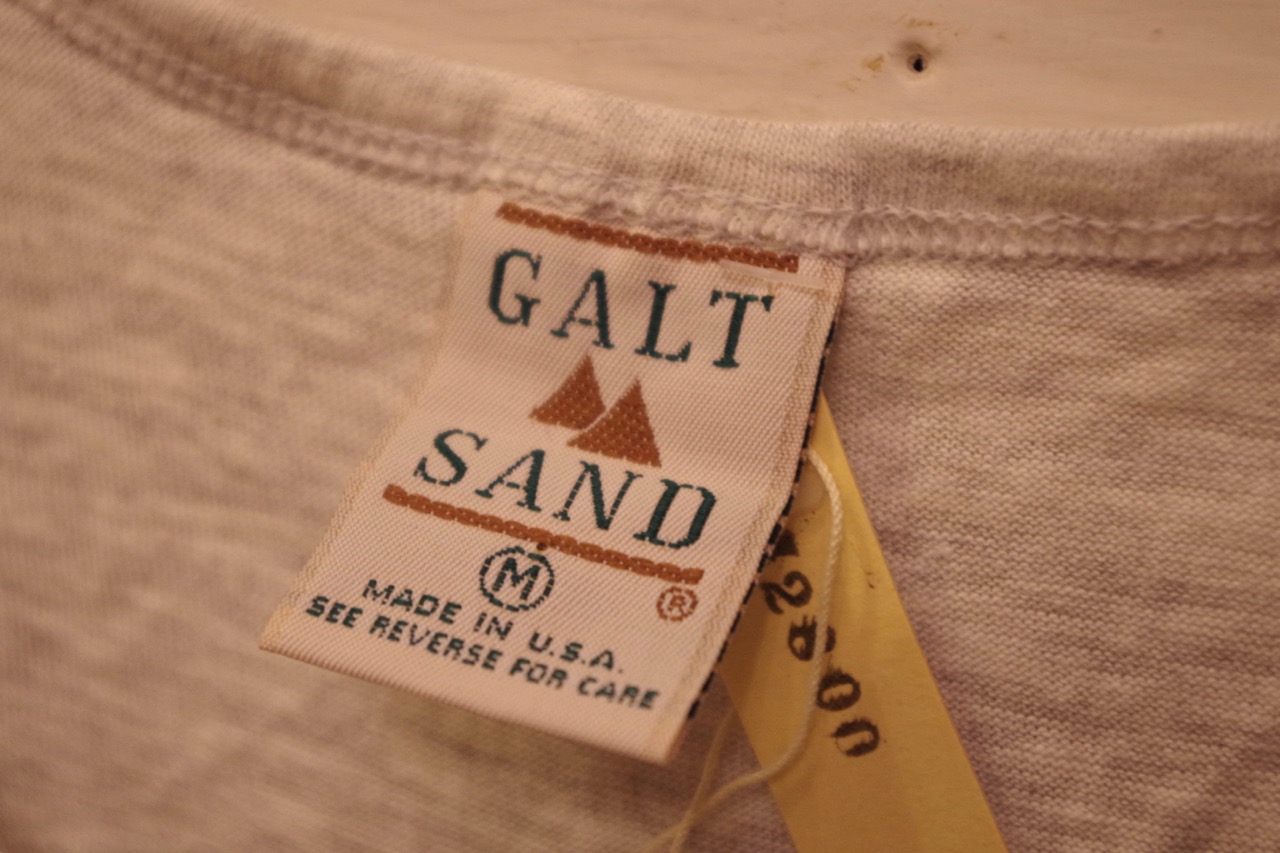 GALT
SAND
M
®
MADE IN U.S.A.
SEE REVERSE FOR CARE